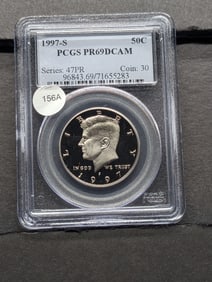 1997-S 50C
PCGS PR69DCAM
Series: 47PR Coin: 30
96843.69/71655283
156A
LIBERTY
IN GOD WE TRUST
S
1997